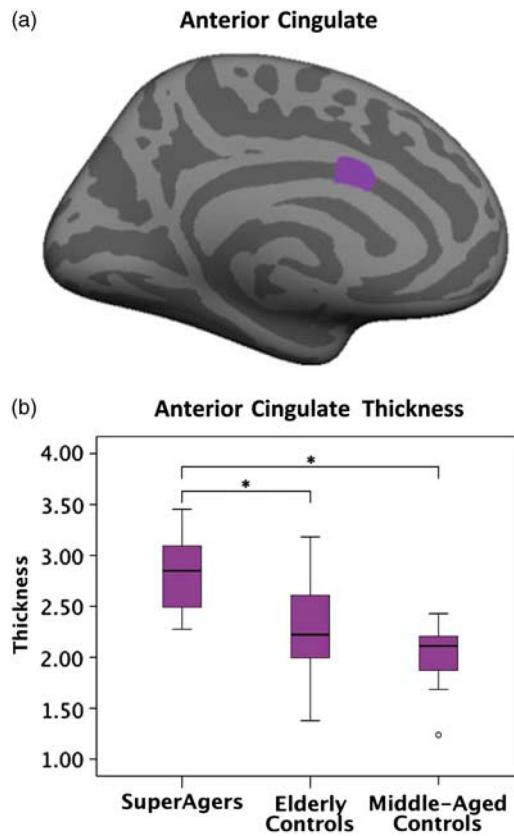 (a)
Anterior Cingulate
(b)
Anterior Cingulate Thickness
4.00
3.50
3.00
2.50
2.00
1.50
1.00
Thickness
*
*
SuperAgers
Elderly
Controls
Middle-Aged
Controls